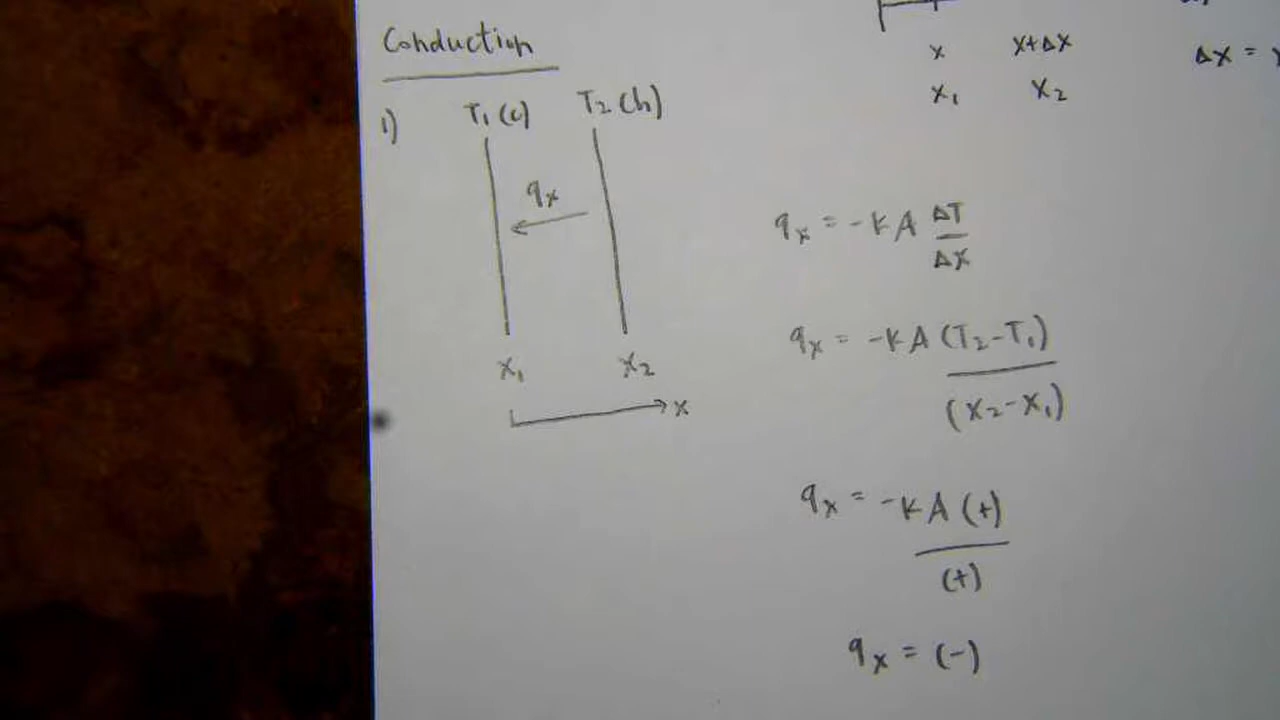 Conduction
1) T₁(c) T₂(h)
qₓ
x₁ x₂
x
x x+Δx Δx =
x₁ x₂
qₓ = -kA ΔT/Δx
qₓ = -kA (T₂-T₁)
(x₂-x₁)
qₓ = -kA (+)
(+)
qₓ = (-)